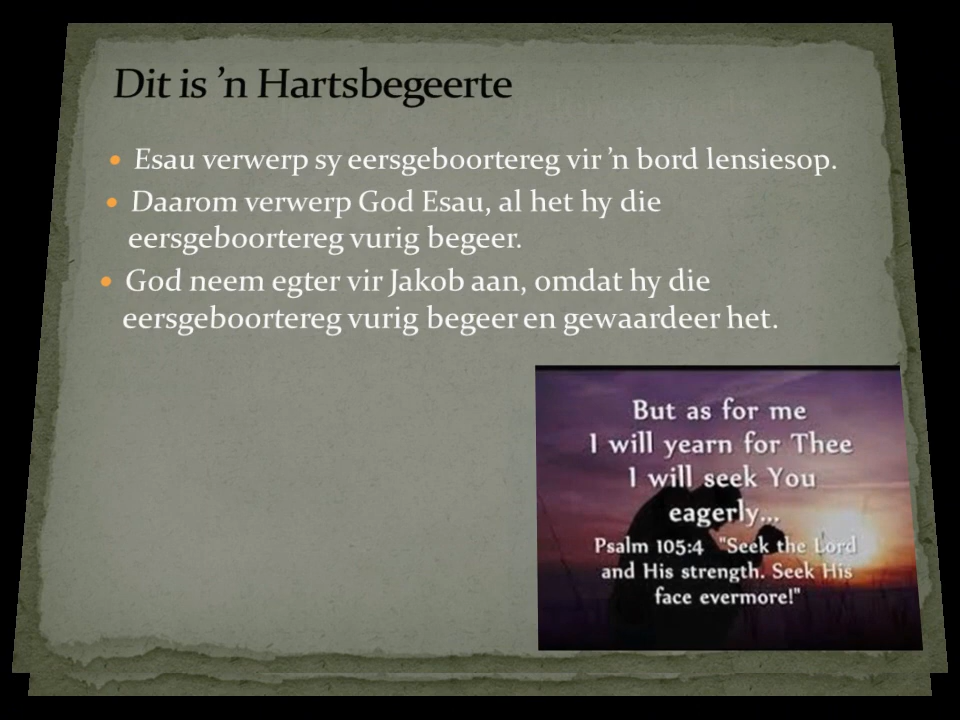 Dit is ’n Hartsbegeerte
• Esau verwerp sy eersgeboortereg vir ’n bord lensiesop.
• Daarom verwerp God Esau, al het hy die
eersgeboortereg vurig begeer.
• God neem egter vir Jakob aan, omdat hy die
eersgeboortereg vurig begeer en gewaardeer het.
But as for me
I will yearn for Thee
I will seek You
eagerly...
Psalm 105:4 "Seek the Lord
and His strength. Seek His
face evermore!"